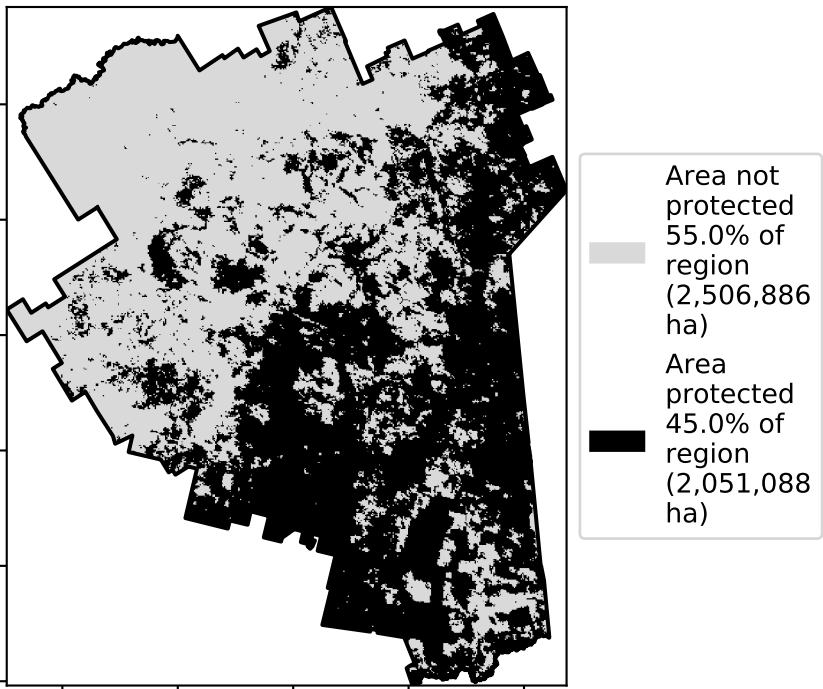 Area not
protected
55.0% of
region
(2,506,886
ha)
Area
protected
45.0% of
region
(2,051,088
ha)